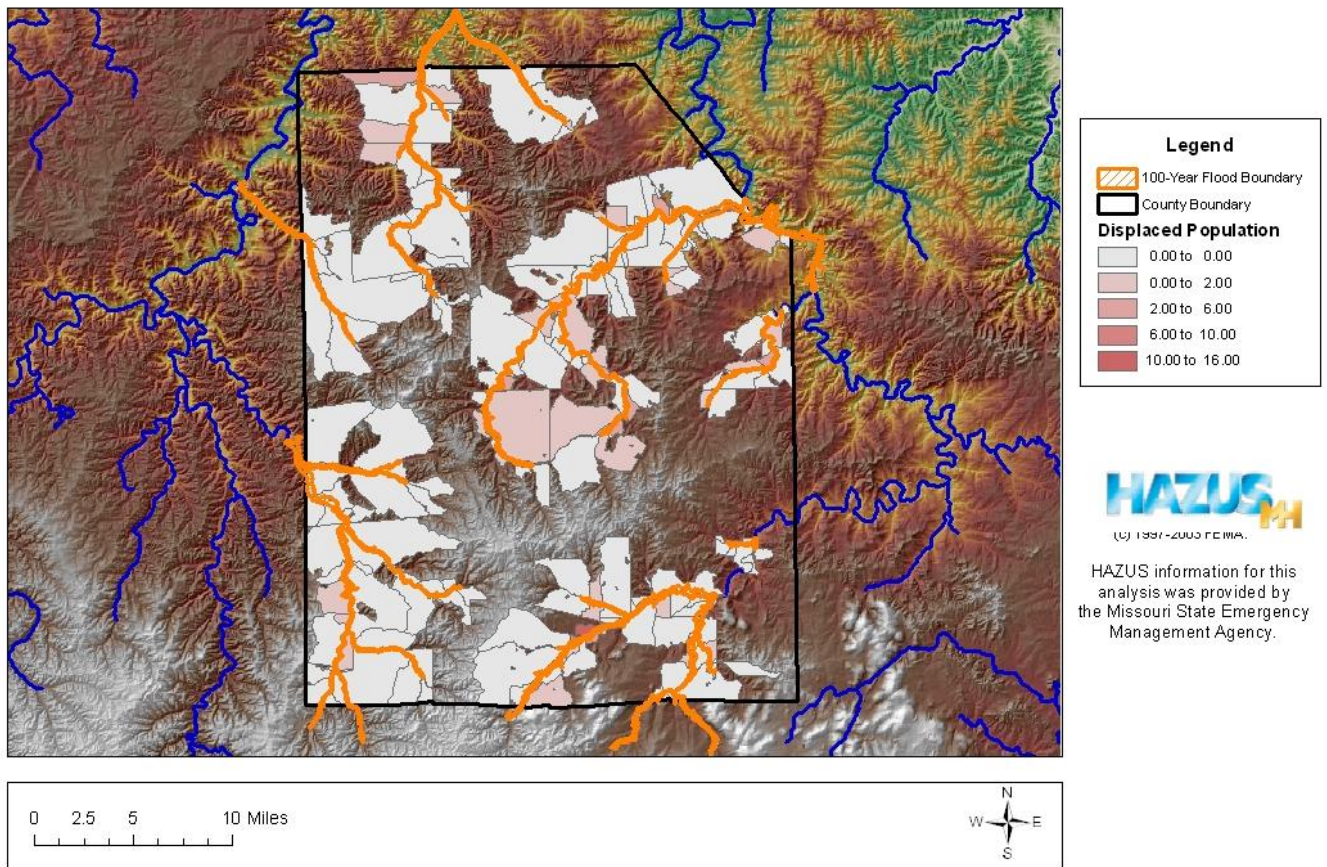 Legend
100-Year Flood Boundary
County Boundary
Displaced Population
0.00 to 0.00
0.00 to 2.00
2.00 to 6.00
6.00 to 10.00
10.00 to 16.00
HAZUS MH
(c) 1997-2003 FEMA.
HAZUS information for this
analysis was provided by
the Missouri State Emergency
Management Agency.
0 2.5 5 10 Miles
N
W E
S